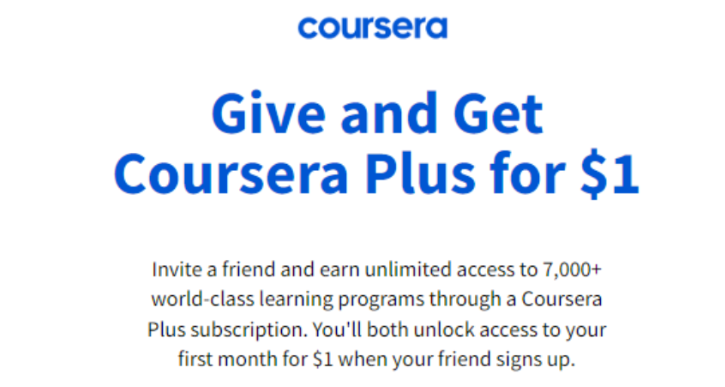 coursera
Give and Get
Coursera Plus for $1
Invite a friend and earn unlimited access to 7,000+
world-class learning programs through a Coursera
Plus subscription. You'll both unlock access to your
first month for $1 when your friend signs up.